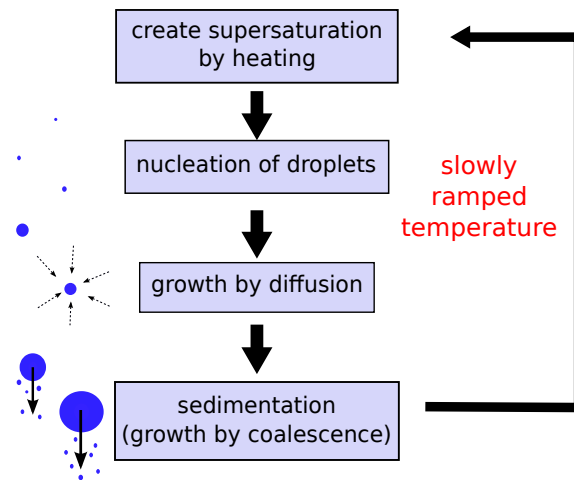 create supersaturation
by heating
nucleation of droplets
slowly
ramped
temperature
growth by diffusion
sedimentation
(growth by coalescence)